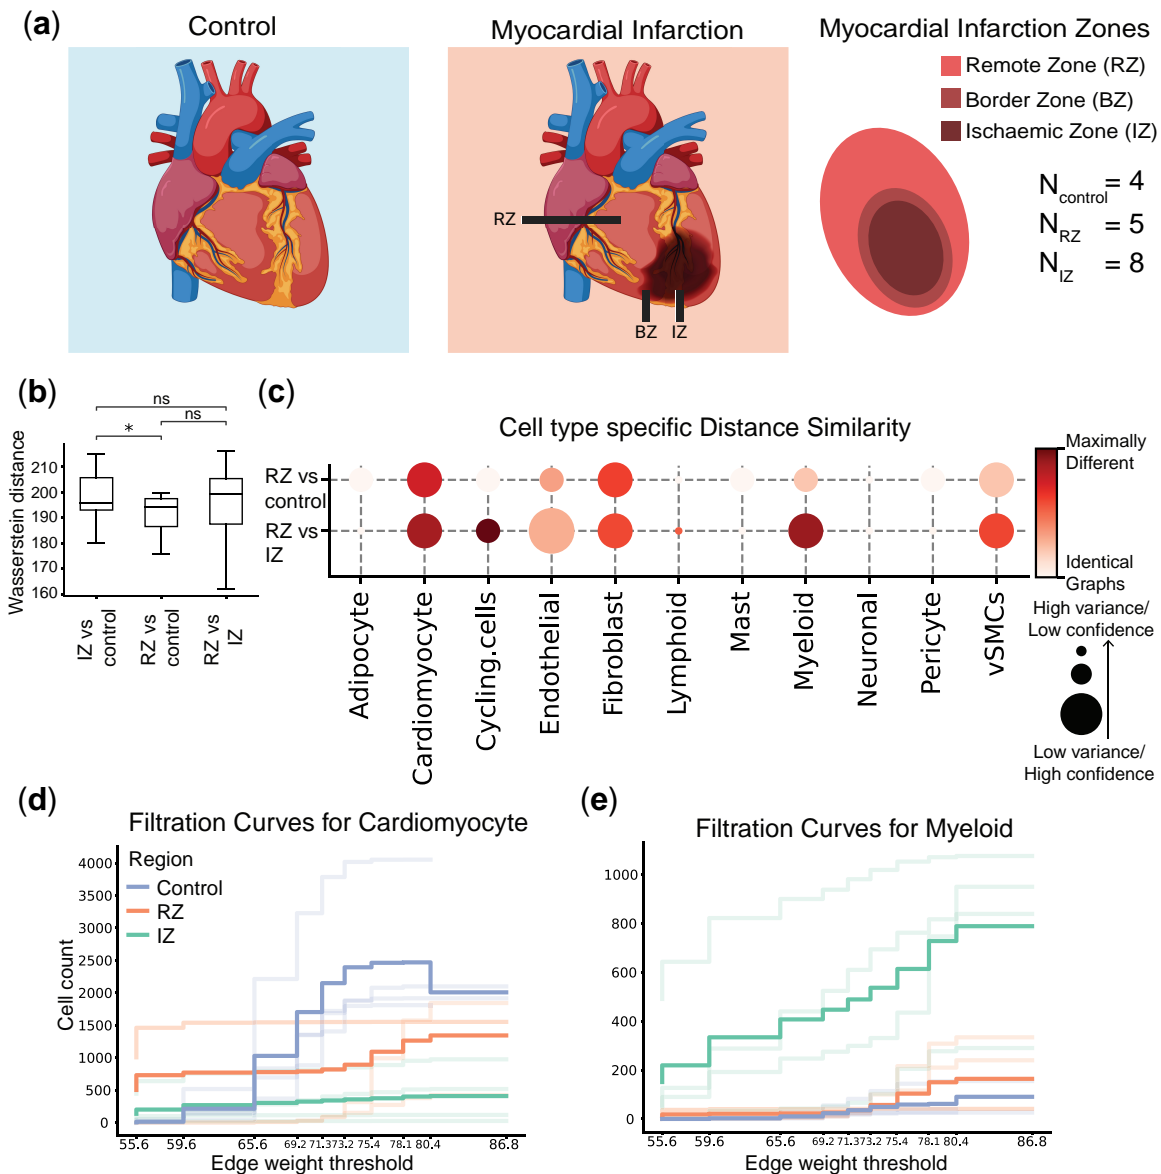 (a)
Control
Myocardial Infarction
Myocardial Infarction Zones
Remote Zone (RZ)
Border Zone (BZ)
Ischaemic Zone (IZ)
RZ
BZ
IZ
N_control = 4
N_RZ = 5
N_IZ = 8
(b)
ns
ns
*
Wasserstein distance
210
200
190
180
170
160
IZ vs
control
RZ vs
control
RZ vs
IZ
(c)
Cell type specific Distance Similarity
RZ vs
control
RZ vs
IZ
Adipocyte
Cardiomyocyte
Cycling.cells
Endothelial
Fibroblast
Lymphoid
Mast
Myeloid
Neuronal
Pericyte
vSMCs
Maximally
Different
Identical
Graphs
High variance/
Low confidence
Low variance/
High confidence
(d)
Filtration Curves for Cardiomyocyte
Region
Control
RZ
IZ
Cell count
4000
3500
3000
2500
2000
1500
1000
500
0
55.6
59.6
65.6
69.2
71.3
73.2
75.4
78.1
80.4
86.8
Edge weight threshold
(e)
Filtration Curves for Myeloid
1000
800
600
400
200
0
55.6
59.6
65.6
69.2
71.3
73.2
75.4
78.1
80.4
86.8
Edge weight threshold